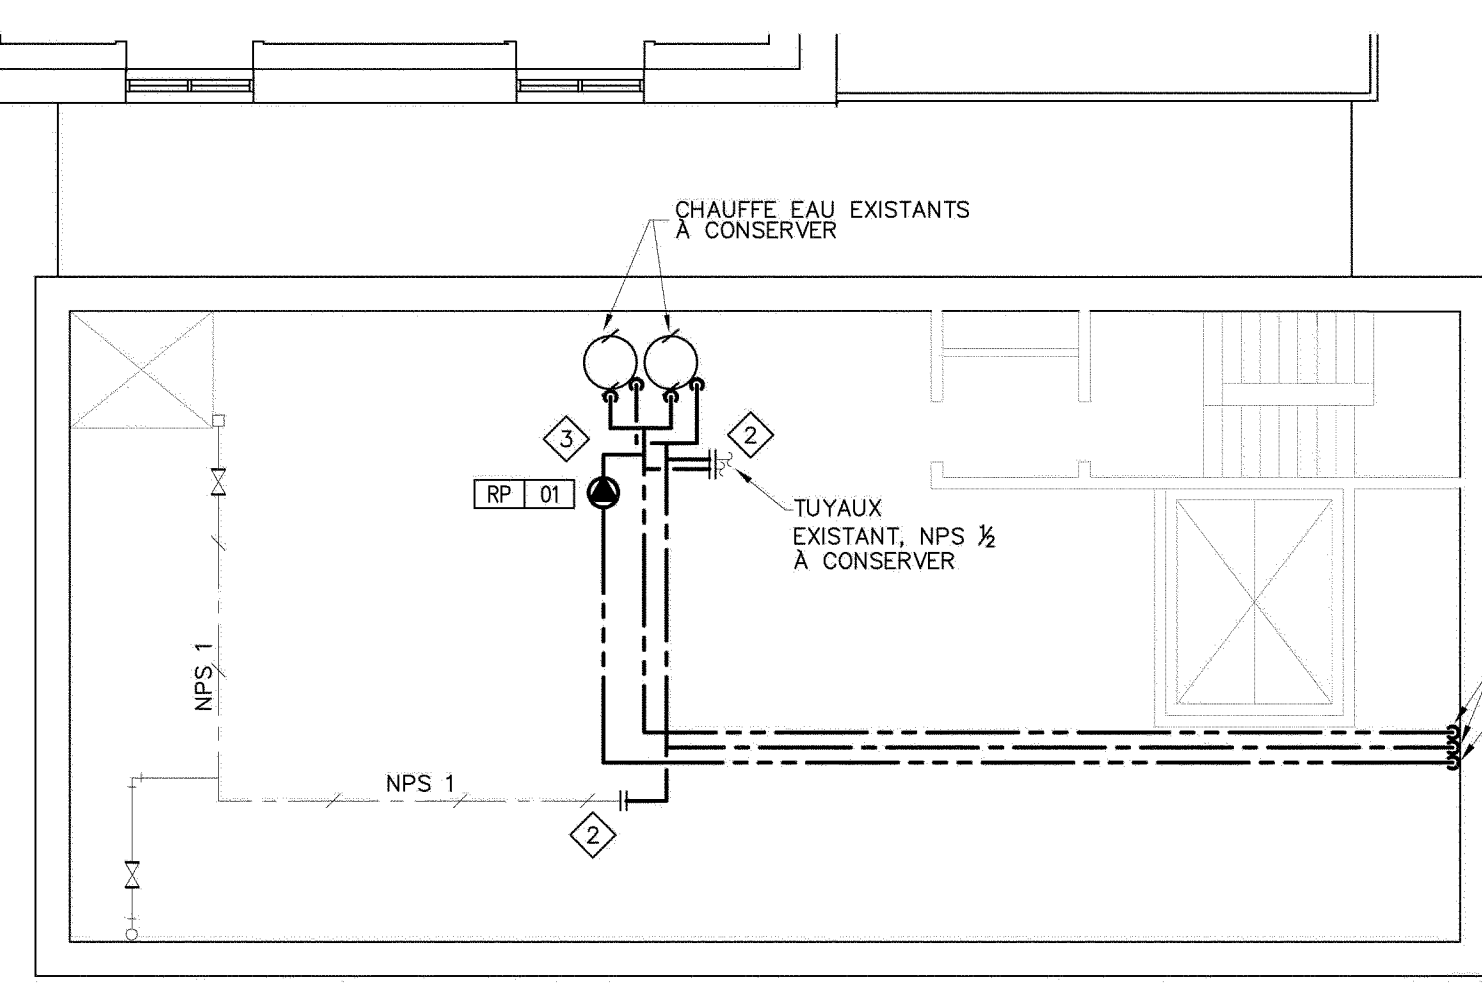 CHAUFFE EAU EXISTANTS
À CONSERVER
3
2
RP 01
TUYAUX
EXISTANT, NPS ½
À CONSERVER
NPS 1
NPS 1
2